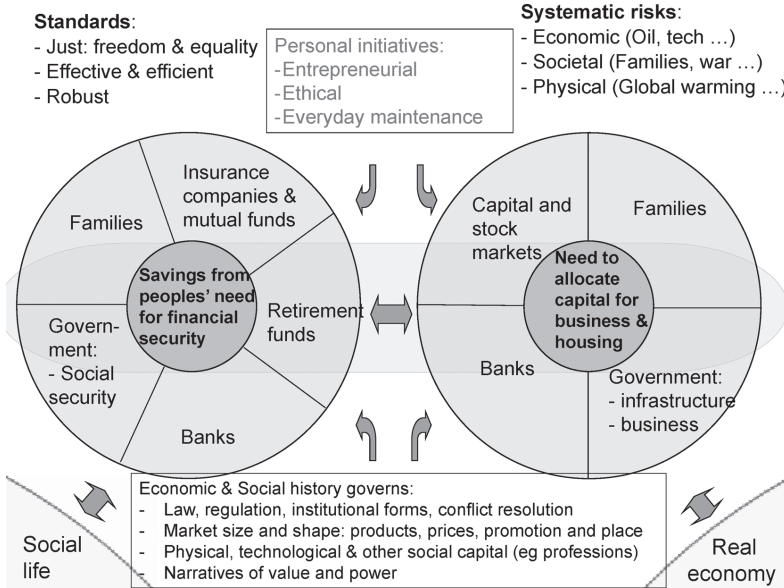 Standards:
- Just: freedom & equality
- Effective & efficient
- Robust
Personal initiatives:
-Entrepreneurial
-Ethical
-Everyday maintenance
Systematic risks:
- Economic (Oil, tech ...)
- Societal (Families, war ...)
- Physical (Global warming ...)
Families
Insurance
companies &
mutual funds
Savings from
peoples' need
for financial
security
Retirement
funds
Govern-
ment:
- Social
security
Banks
Capital and
stock
markets
Families
Need to
allocate
capital for
business &
housing
Banks
Government:
- infrastructure
- business
Social
life
Economic & Social history governs:
- Law, regulation, institutional forms, conflict resolution
- Market size and shape: products, prices, promotion and place
- Physical, technological & other social capital (eg professions)
- Narratives of value and power
Real
economy